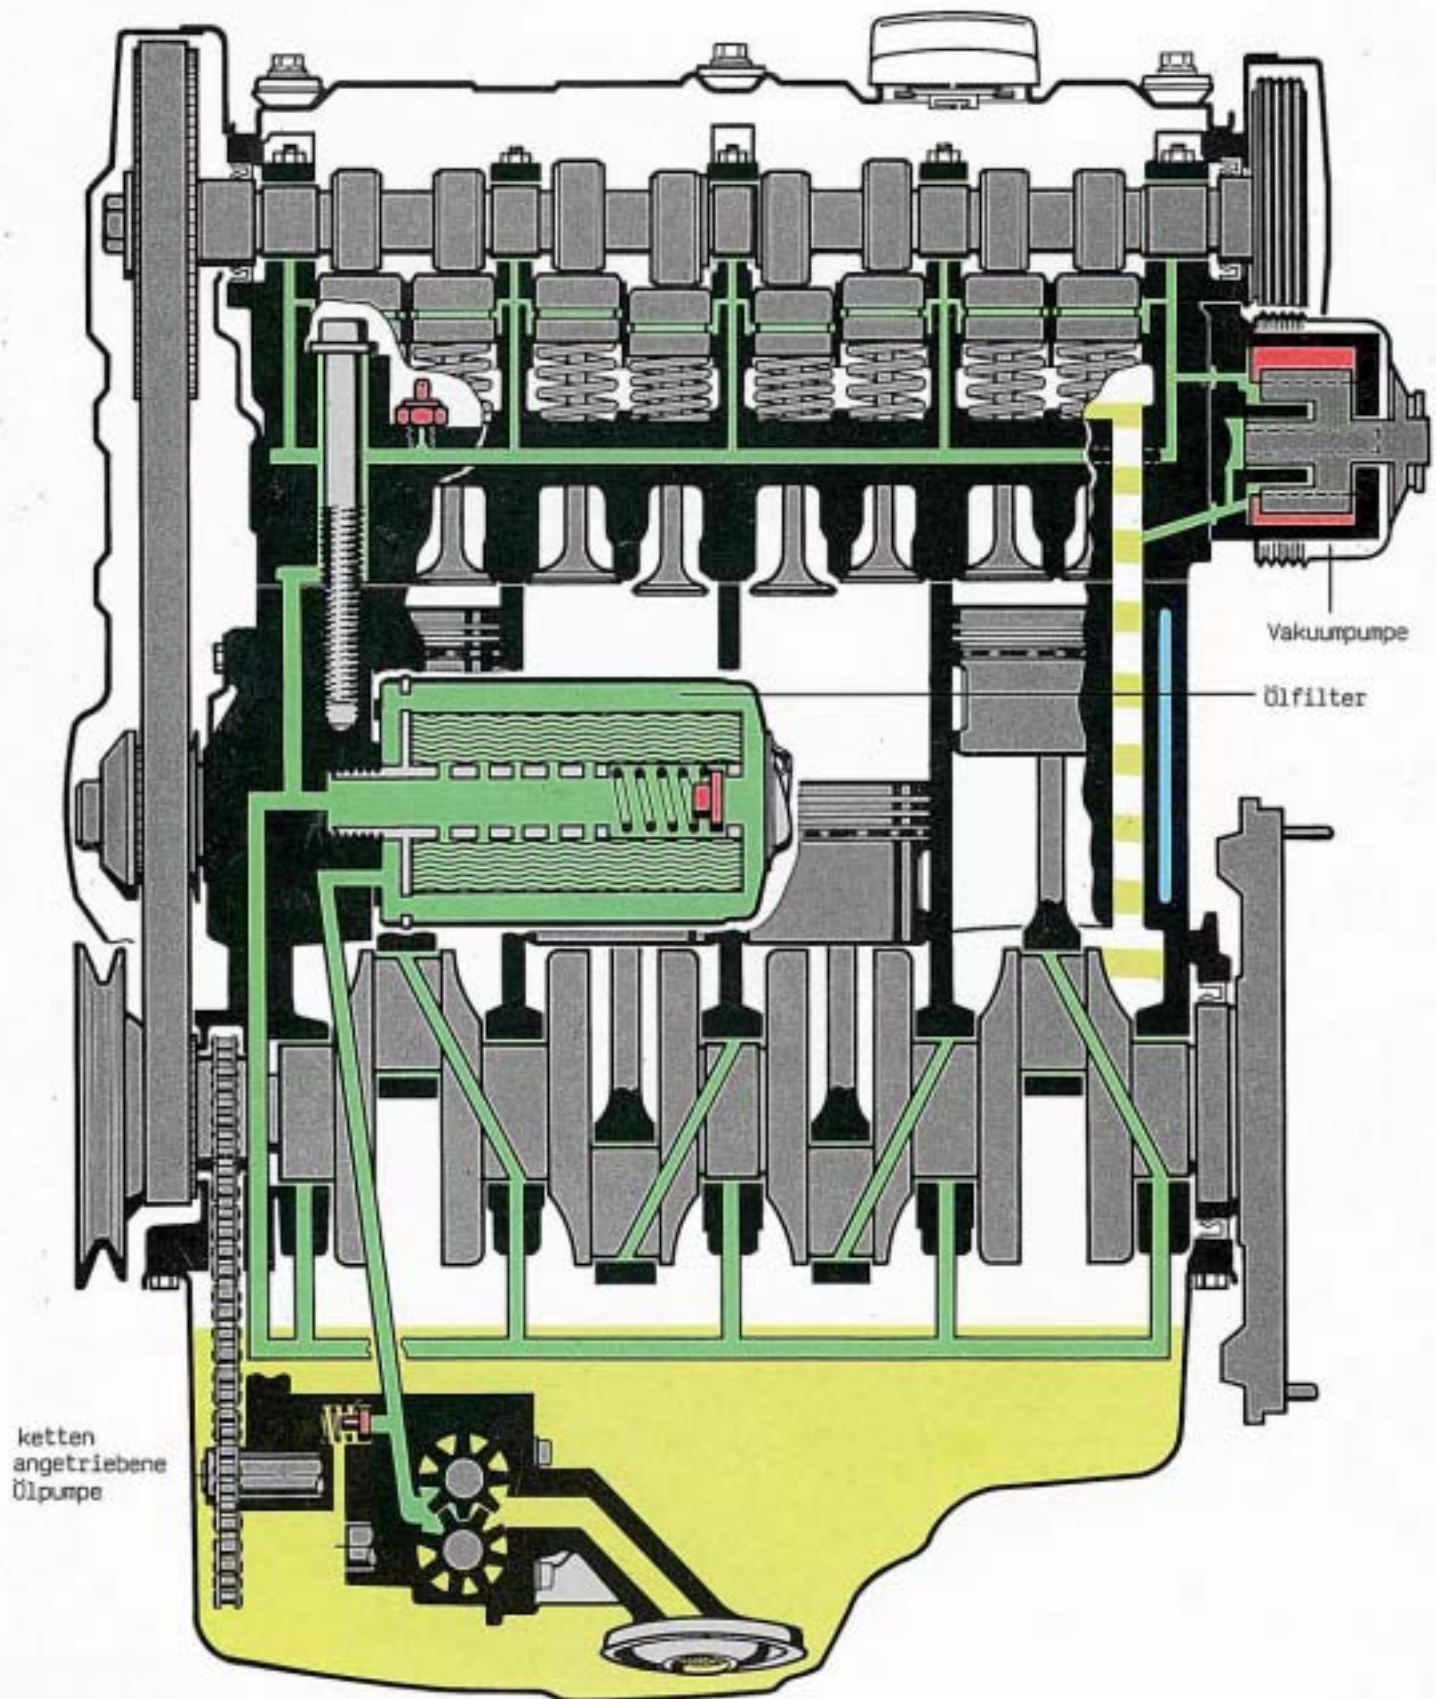 Vakuumpumpe
Ölfilter
ketten
angetriebene
Ölpumpe